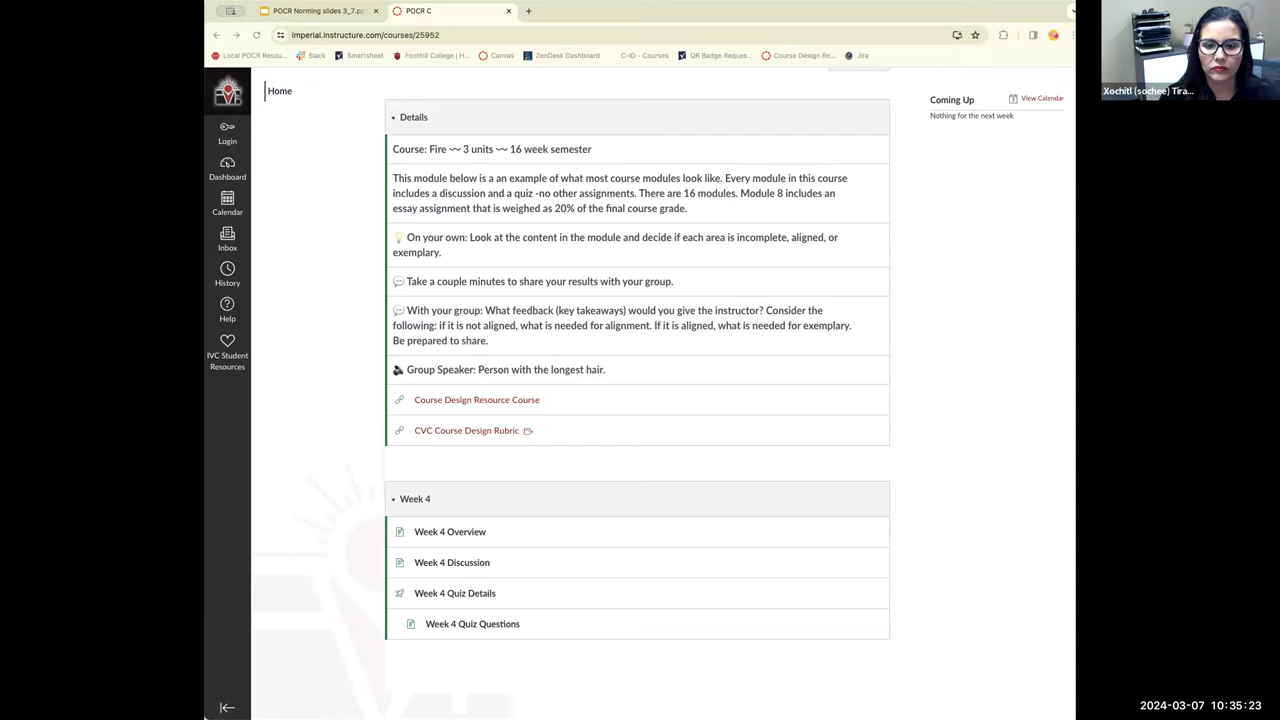 POCR Norming slides 3_7.pp
POCR C
imperial.instructure.com/courses/25952
Local POCR Resou...
Slack
Smartsheet
Foothill College | H...
Canvas
ZenDesk Dashboard
C-ID – Courses
QR Badge Reques...
Course Design Re...
Jira
Xochitl (sochee) Tira...
Home
Login
Dashboard
Calendar
Inbox
History
Help
IVC Student
Resources
Details
Course: Fire 〰 3 units 〰 16 week semester
This module below is a an example of what most course modules look like. Every module in this course
includes a discussion and a quiz -no other assignments. There are 16 modules. Module 8 includes an
essay assignment that is weighed as 20% of the final course grade.
💡 On your own: Look at the content in the module and decide if each area is incomplete, aligned, or
exemplary.
💬 Take a couple minutes to share your results with your group.
💬 With your group: What feedback (key takeaways) would you give the instructor? Consider the
following: if it is not aligned, what is needed for alignment. If it is aligned, what is needed for exemplary.
Be prepared to share.
🔊 Group Speaker: Person with the longest hair.
Course Design Resource Course
CVC Course Design Rubric
Week 4
Week 4 Overview
Week 4 Discussion
Week 4 Quiz Details
Week 4 Quiz Questions
Coming Up
View Calendar
Nothing for the next week
2024-03-07 10:35:23